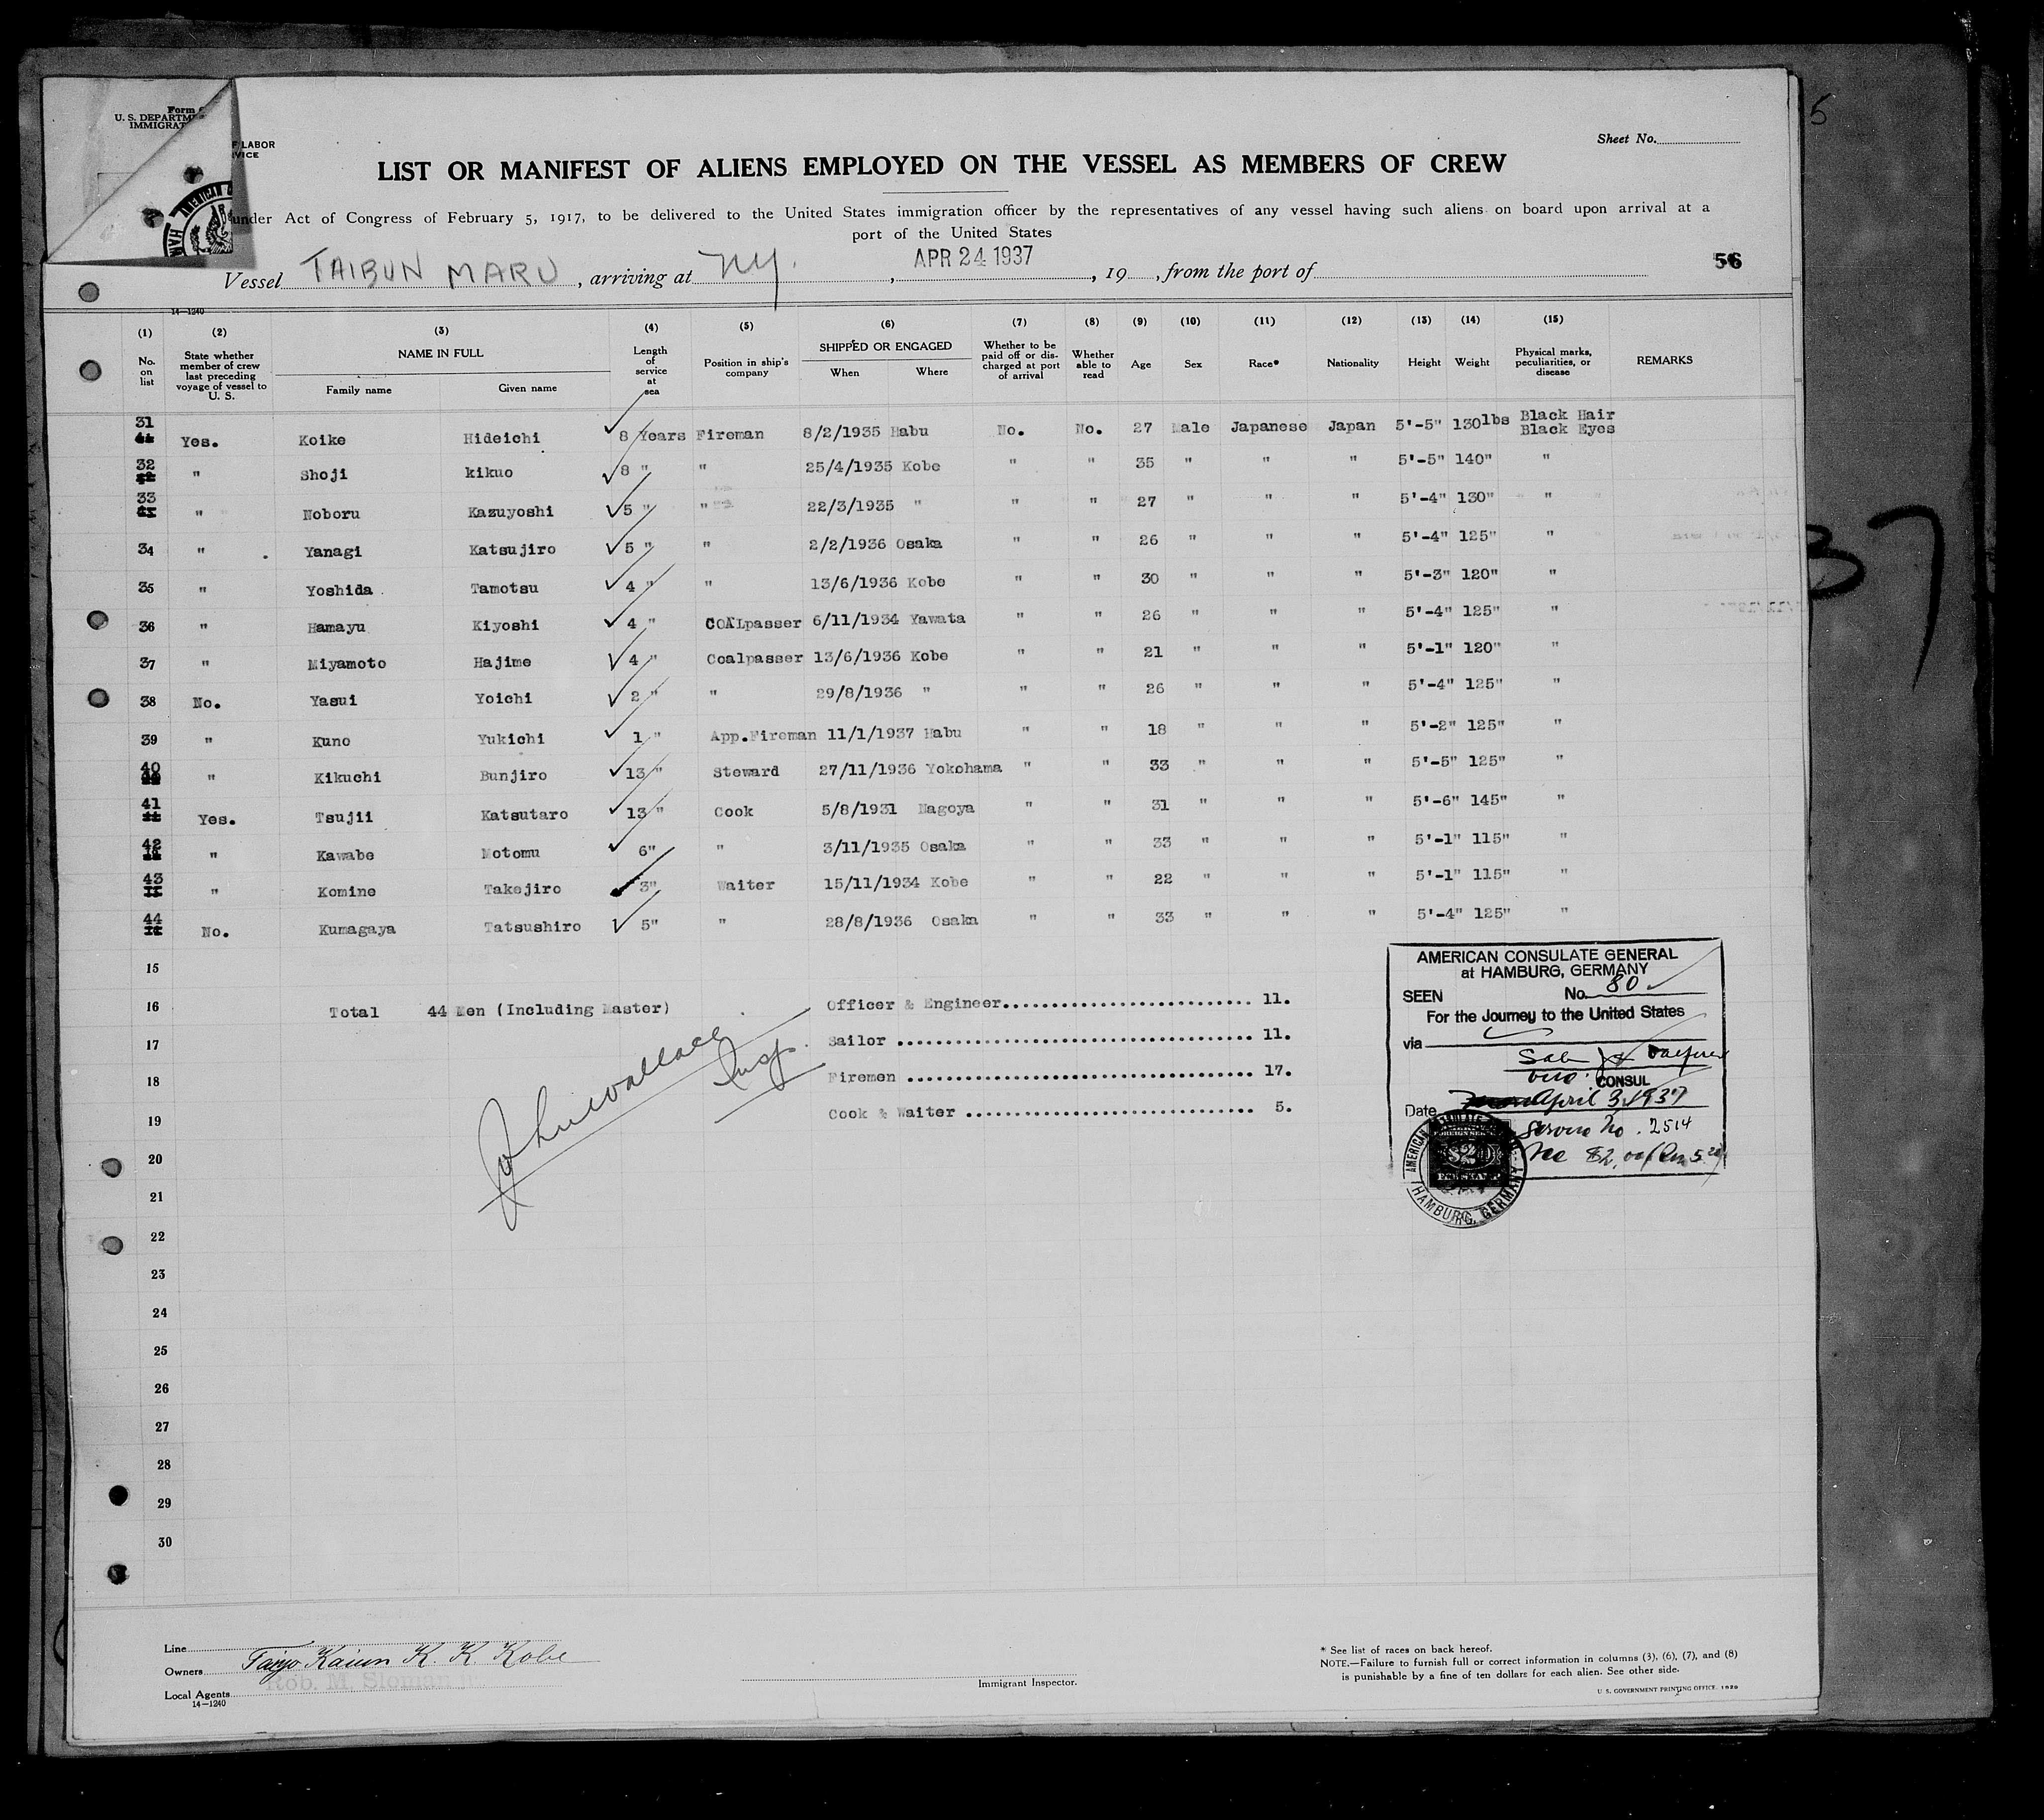 Form
U. S. DEPARTM
IMMIGRAT
F LABOR
VICE
5
Sheet No.
LIST OR MANIFEST OF ALIENS EMPLOYED ON THE VESSEL AS MEMBERS OF CREW
under Act of Congress of February 5, 1917, to be delivered to the United States immigration officer by the representatives of any vessel having such aliens on board upon arrival at a
port of the United States
Vessel TAIBUN MARU, arriving at NY., APR 24 1937, 19, from the port of
56
14—1240
(1) (2) (3) (4) (5) (6) (7) (8) (9) (10) (11) (12) (13) (14) (15)
No. on list State whether member of crew last preceding voyage of vessel to U. S. NAME IN FULL Family name Given name Length of service at sea Position in ship's company SHIPPED OR ENGAGED When Where Whether to be paid off or discharged at port of arrival Whether able to read Age Sex Race* Nationality Height Weight Physical marks, peculiarities, or disease REMARKS
31 Yes. Koike Hideichi 8 Years Fireman 8/2/1935 Habu No. No. 27 Male Japanese Japan 5'-5" 130lbs Black Hair Black Eyes
32 " Shoji kikuo 8 " " 25/4/1935 Kobe " " 35 " " " 5'-5" 140" "
33 " Noboru Kazuyoshi 5 " " 22/3/1935 " " " 27 " " " 5'-4" 130" "
34 " Yanagi Katsujiro 5 " " 2/2/1936 Osaka " " 26 " " " 5'-4" 125" "
35 " Yoshida Tamotsu 4 " " 13/6/1936 Kobe " " 30 " " " 5'-3" 120" "
36 " Hamayu Kiyoshi 4 " COALpasser 6/11/1934 Yawata " " 26 " " " 5'-4" 125" "
37 " Miyamoto Hajime 4 " Coalpasser 13/6/1936 Kobe " " 21 " " " 5'-1" 120" "
38 No. Yasui Yoichi 2 " " 29/8/1936 " " " 26 " " " 5'-4" 125" "
39 " Kuno Yukichi 1 " App.Fireman 11/1/1937 Habu " " 18 " " " 5'-2" 125" "
40 " Kikuchi Bunjiro 13 " Steward 27/11/1936 Yokohama " " 33 " " " 5'-5" 125" "
41 Yes. Tsujii Katsutaro 13 " Cook 5/8/1931 Nagoya " " 31 " " " 5'-6" 145" "
42 " Kawabe Motomu 6" " 3/11/1935 Osaka " " 33 " " " 5'-1" 115" "
43 " Komine Takejiro 3" Waiter 15/11/1934 Kobe " " 22 " " " 5'-1" 115" "
44 No. Kumagaya Tatsushiro 5" " 28/8/1936 Osaka " " 33 " " " 5'-4" 125" "
15
16 Total 44 Men (Including Master) Officer & Engineer.......................... 11.
17 Sailor .................................... 11.
18 Firemen ................................... 17.
19 Cook & Waiter ............................. 5.
20
21
22
23
24
25
26
27
28
29
30
John Wallace
Insp.
AMERICAN CONSULATE GENERAL
at HAMBURG, GERMANY
SEEN No. 80
For the Journey to the United States
via
CONSUL
Date April 3, 1937
Service No. 2514
Fee $2.00
AMERICAN
HAMBURG, GERMANY
37
Line
Owners Taiyo Kaiun K. K. Kobe
Rob. M. Sloman
Local Agents
14—1240
Immigrant Inspector.
* See list of races on back hereof.
NOTE.—Failure to furnish full or correct information in columns (3), (6), (7), and (8)
is punishable by a fine of ten dollars for each alien. See other side.
U. S. GOVERNMENT PRINTING OFFICE: 1929